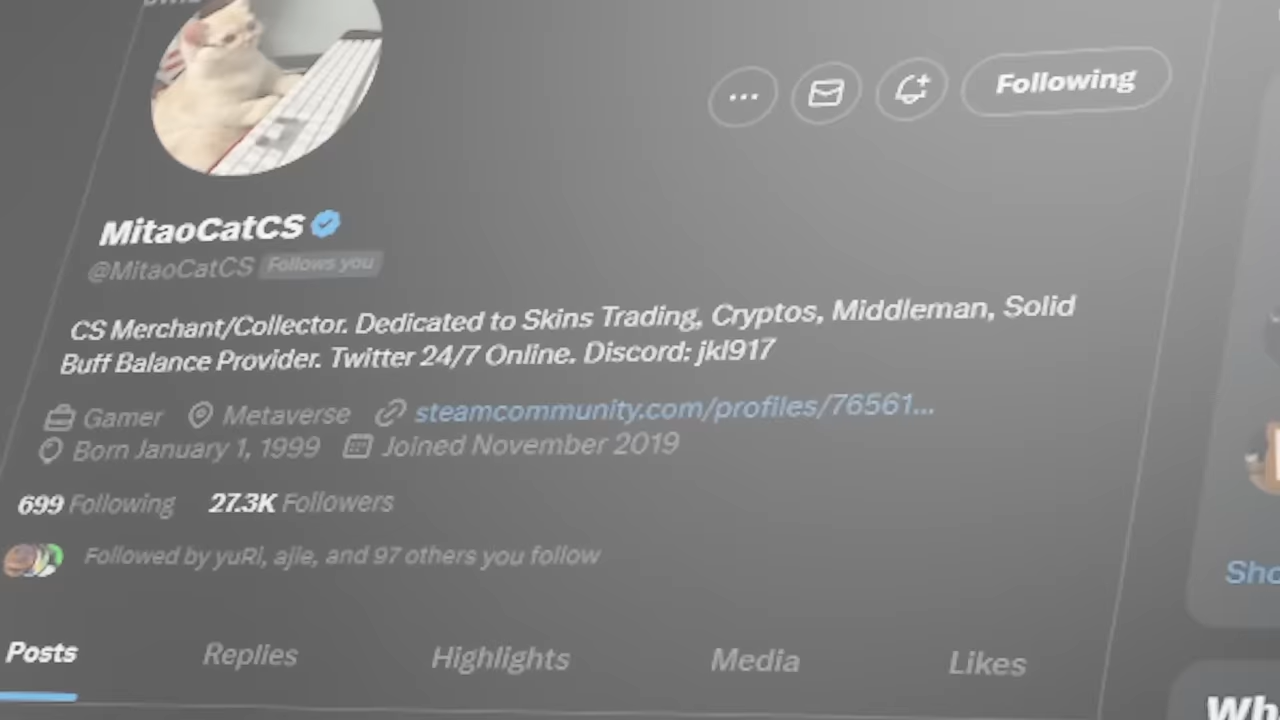 Following
MitaoCatCS
@MitaoCatCS Follows you
CS Merchant/Collector. Dedicated to Skins Trading, Cryptos, Middleman, Solid
Buff Balance Provider. Twitter 24/7 Online. Discord: jkl917
Gamer Metaverse steamcommunity.com/profiles/76561...
Born January 1, 1999 Joined November 2019
699 Following 27.3K Followers
Followed by yuRi, ajie, and 97 others you follow
Posts Replies Highlights Media Likes